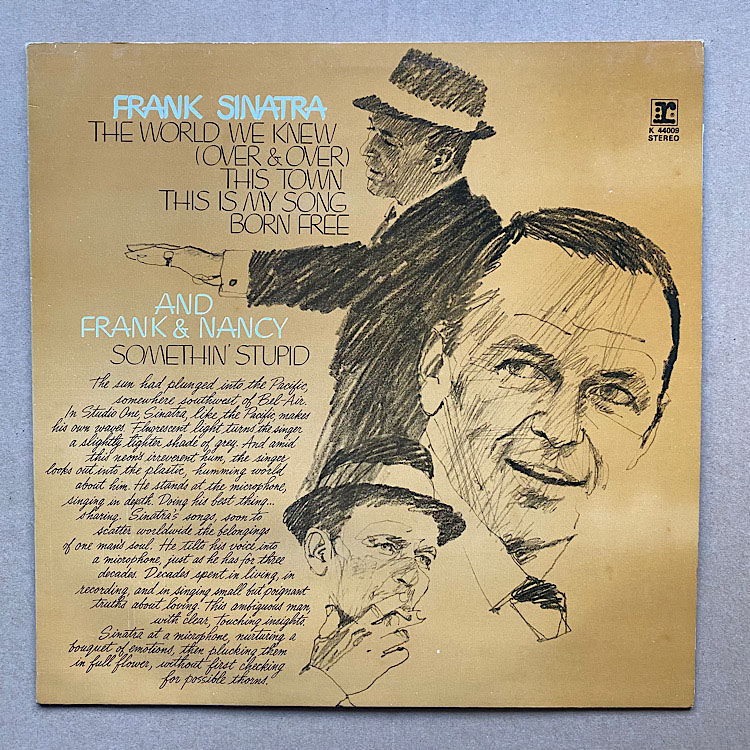 FRANK SINATRA
THE WORLD WE KNEW
(OVER & OVER)
THIS TOWN
THIS IS MY SONG
BORN FREE
r:
K 44009
STEREO
AND
FRANK & NANCY
SOMETHIN' STUPID
The sun had plunged into the Pacific,
somewhere southwest of Bel-Air.
In Studio One, Sinatra, like the Pacific, makes
his own waves. Fluorescent light turns the singer
a slightly lighter shade of grey. And amid
this neon's irreverent hum, the singer
looks out into the plastic, humming world
about him. He stands at the microphone,
singing in depth. Doing his best thing...
sharing. Sinatra's songs, soon to
scatter worldwide the belongings
of one man's soul. He tilts his voice into
a microphone, just as he has for three
decades. Decades spent in living, in
recording, and in singing small but poignant
truths about loving. This ambiguous man,
with clear, touching insights.
Sinatra at a microphone, nurturing a
bouquet of emotions, then plucking them
in full flower, without first checking
for possible thorns.